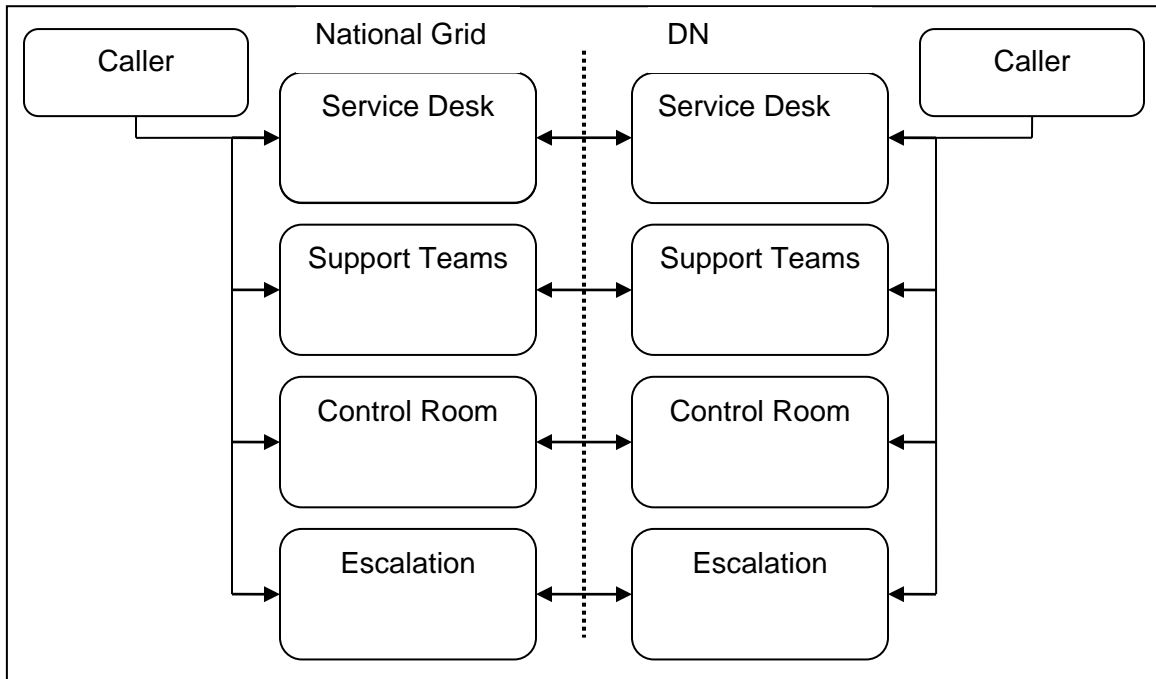 National Grid
DN
Caller
Caller
Service Desk
Service Desk
Support Teams
Support Teams
Control Room
Control Room
Escalation
Escalation